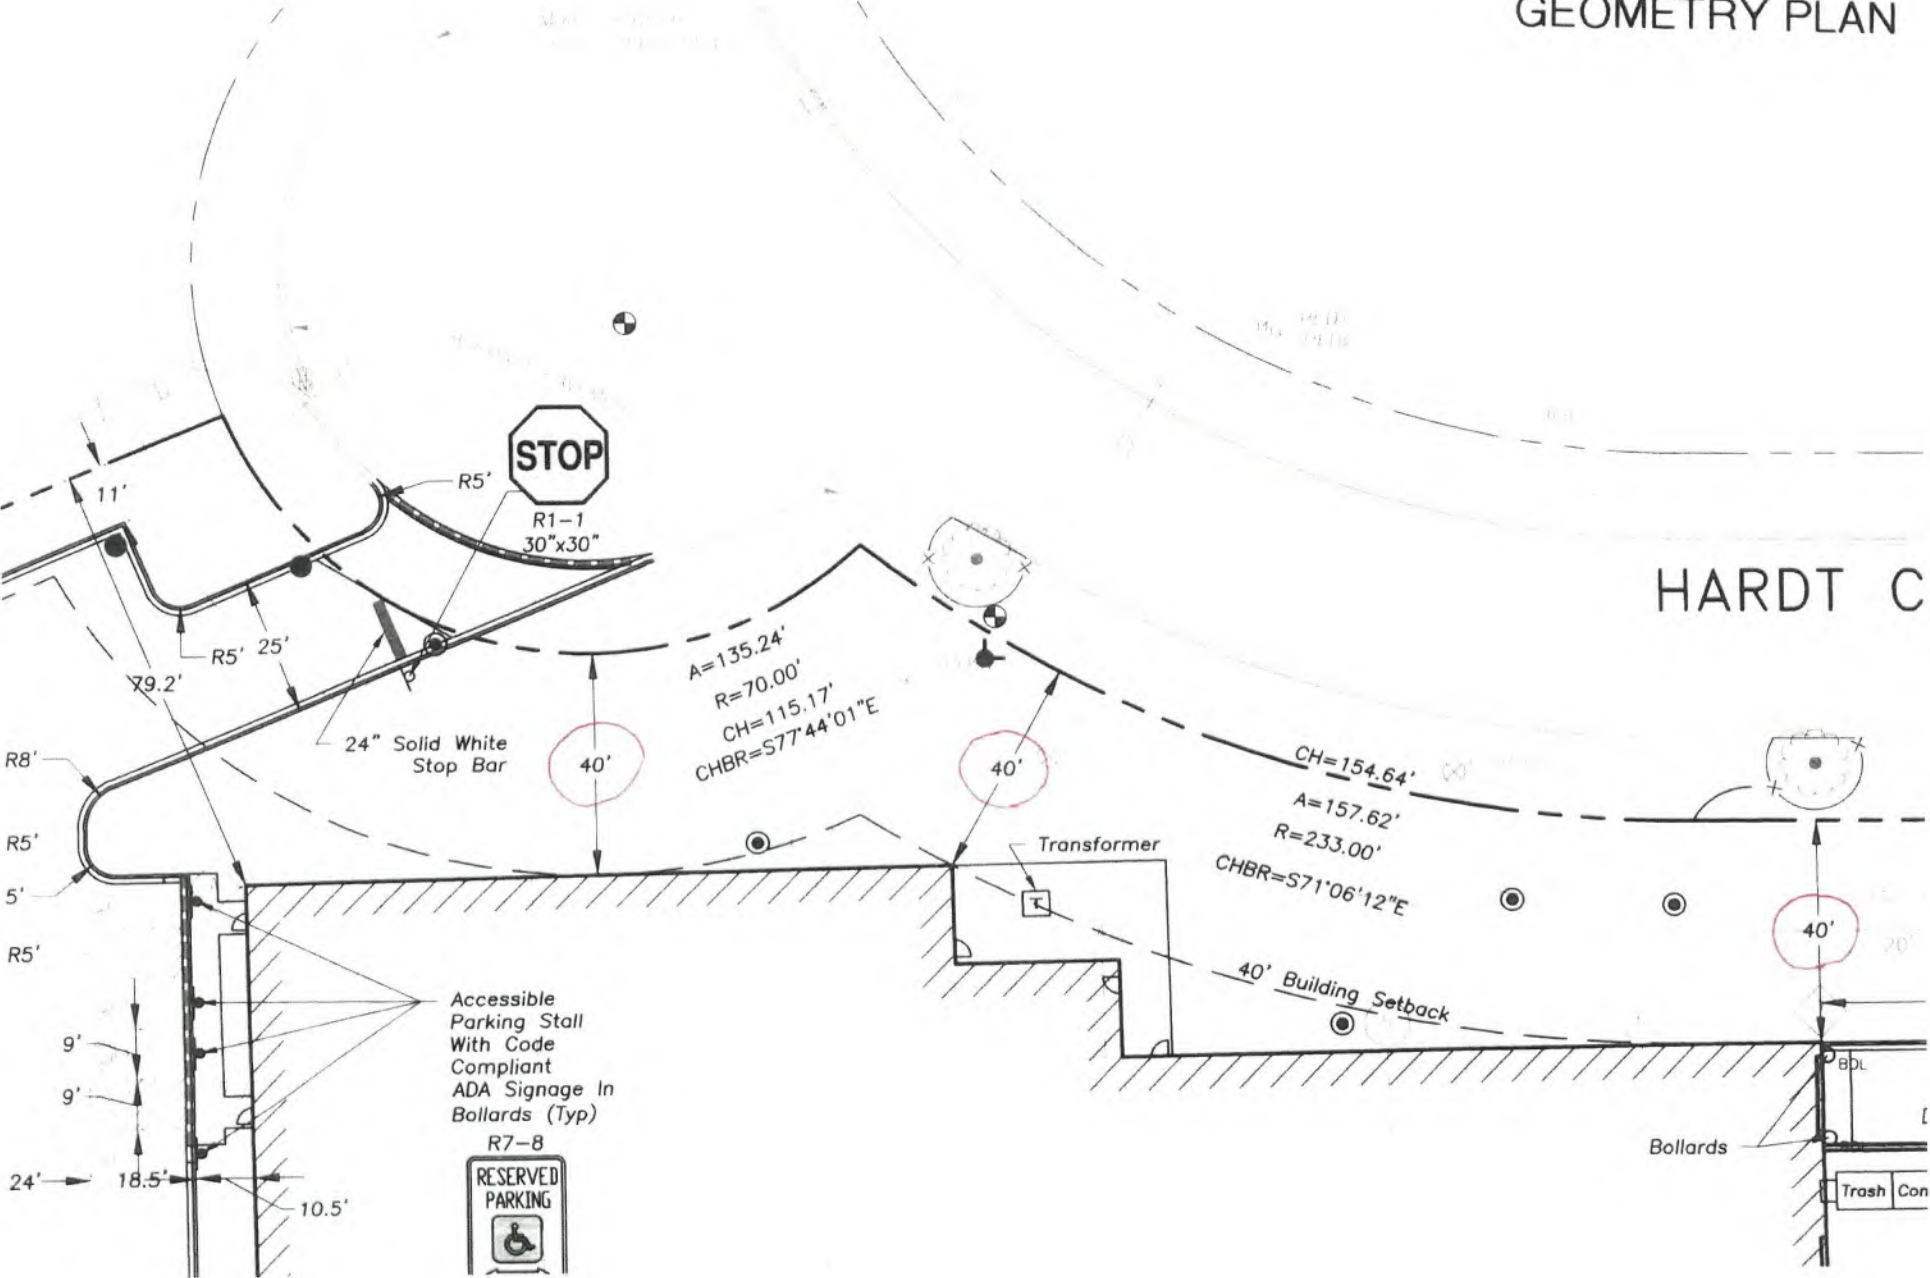 GEOMETRY PLAN
HARDT C
STOP
R1-1
30"x30"
R5'
11'
R5'
25'
79.2'
24" Solid White
Stop Bar
40'
A=135.24'
R=70.00'
CH=115.17'
CHBR=S77°44'01"E
40'
CH=154.64'
A=157.62'
R=233.00'
CHBR=S71°06'12"E
Transformer
T
40' Building Setback
40'
20'
R8'
R5'
5'
R5'
9'
9'
24'
18.5'
10.5'
Accessible
Parking Stall
With Code
Compliant
ADA Signage In
Bollards (Typ)
R7-8
RESERVED
PARKING
BOL
Bollards
Trash
Con